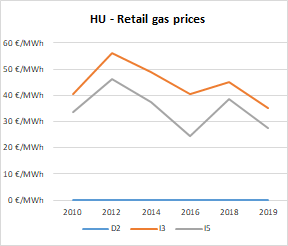 HU - Retail gas prices
60 €/MWh
50 €/MWh
40 €/MWh
30 €/MWh
20 €/MWh
10 €/MWh
0 €/MWh
2010 2012 2014 2016 2018 2019
D2 I3 I5